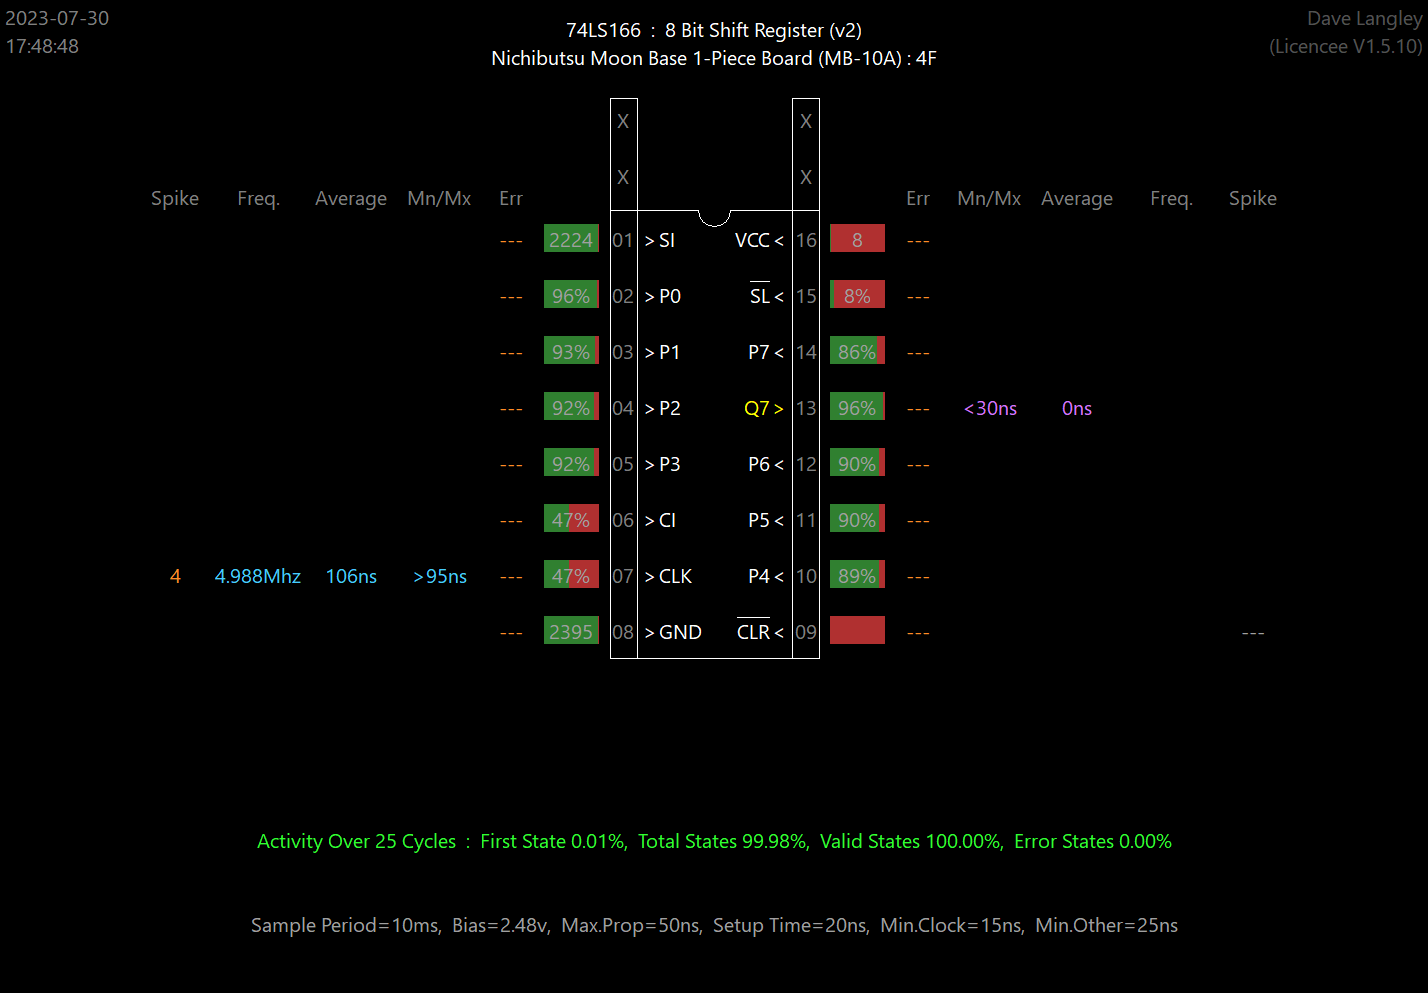 2023-07-30
17:48:48
74LS166 : 8 Bit Shift Register (v2)
Nichibutsu Moon Base 1-Piece Board (MB-10A) : 4F
Dave Langley
(Licencee V1.5.10)
X X
X X
Spike Freq. Average Mn/Mx Err Err Mn/Mx Average Freq. Spike
--- 2224 01 > SI VCC < 16 8 ---
--- 96% 02 > P0 SL < 15 8% ---
--- 93% 03 > P1 P7 < 14 86% ---
--- 92% 04 > P2 Q7 > 13 96% --- <30ns 0ns
--- 92% 05 > P3 P6 < 12 90% ---
--- 47% 06 > CI P5 < 11 90% ---
4 4.988Mhz 106ns >95ns --- 47% 07 > CLK P4 < 10 89% ---
--- 2395 08 > GND CLR < 09 --- ---
Activity Over 25 Cycles : First State 0.01%, Total States 99.98%, Valid States 100.00%, Error States 0.00%
Sample Period=10ms, Bias=2.48v, Max.Prop=50ns, Setup Time=20ns, Min.Clock=15ns, Min.Other=25ns